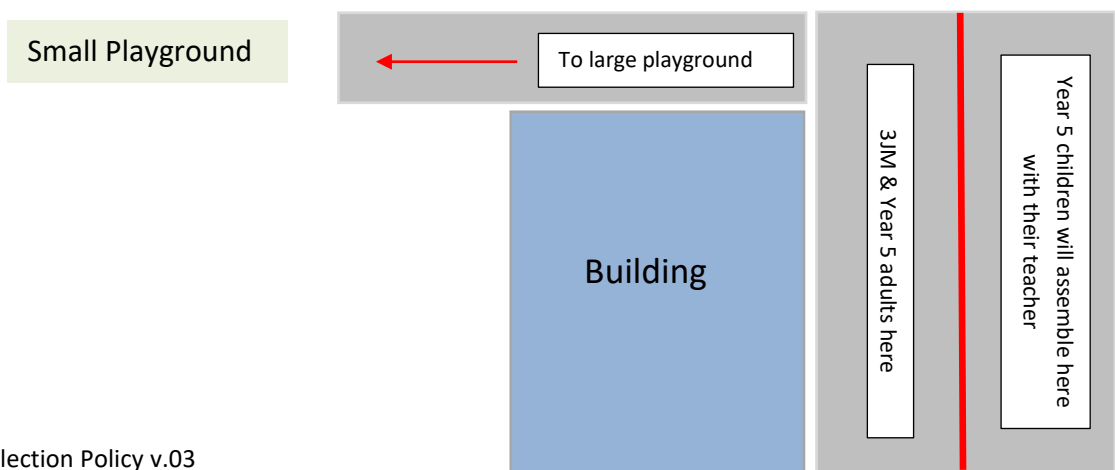 Small Playground
To large playground
3JM & Year 5 adults here
Year 5 children will assemble here
with their teacher
Building
Policy v.03